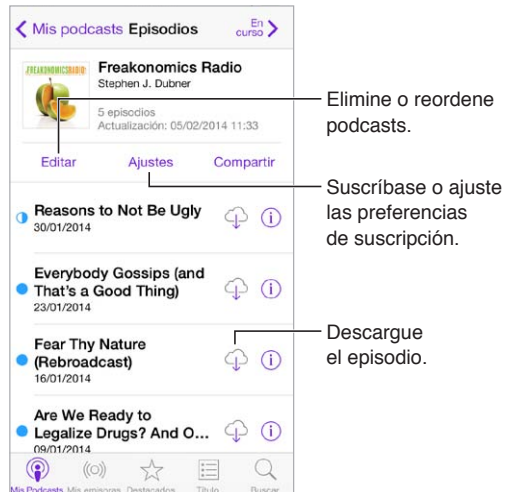 Mis podcasts Episodios En curso
FREAKONOMICSRADIO
Freakonomics Radio
Stephen J. Dubner
5 episodios
Actualización: 05/02/2014 11:33
Editar Ajustes Compartir
Reasons to Not Be Ugly
30/01/2014
Everybody Gossips (and
That's a Good Thing)
23/01/2014
Fear Thy Nature
(Rebroadcast)
16/01/2014
Are We Ready to
Legalize Drugs? And O...
09/01/2014
Mis Podcasts Mis emisoras Destacados Título Buscar
Elimine o reordene
podcasts.
Suscríbase o ajuste
las preferencias
de suscripción.
Descargue
el episodio.